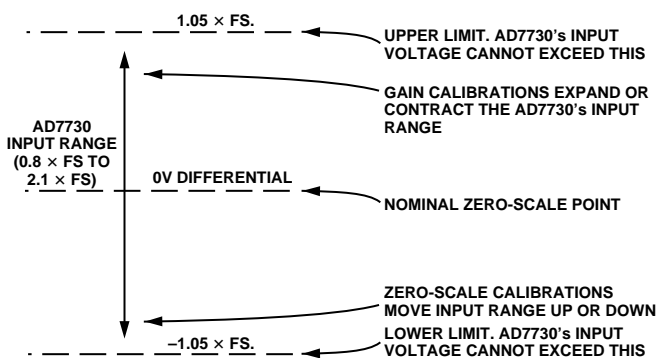 1.05 × FS.
UPPER LIMIT. AD7730's INPUT
VOLTAGE CANNOT EXCEED THIS
GAIN CALIBRATIONS EXPAND OR
CONTRACT THE AD7730's INPUT
RANGE
AD7730
INPUT RANGE
(0.8 × FS TO
2.1 × FS)
0V DIFFERENTIAL
NOMINAL ZERO-SCALE POINT
ZERO-SCALE CALIBRATIONS
MOVE INPUT RANGE UP OR DOWN
–1.05 × FS.
LOWER LIMIT. AD7730's INPUT
VOLTAGE CANNOT EXCEED THIS